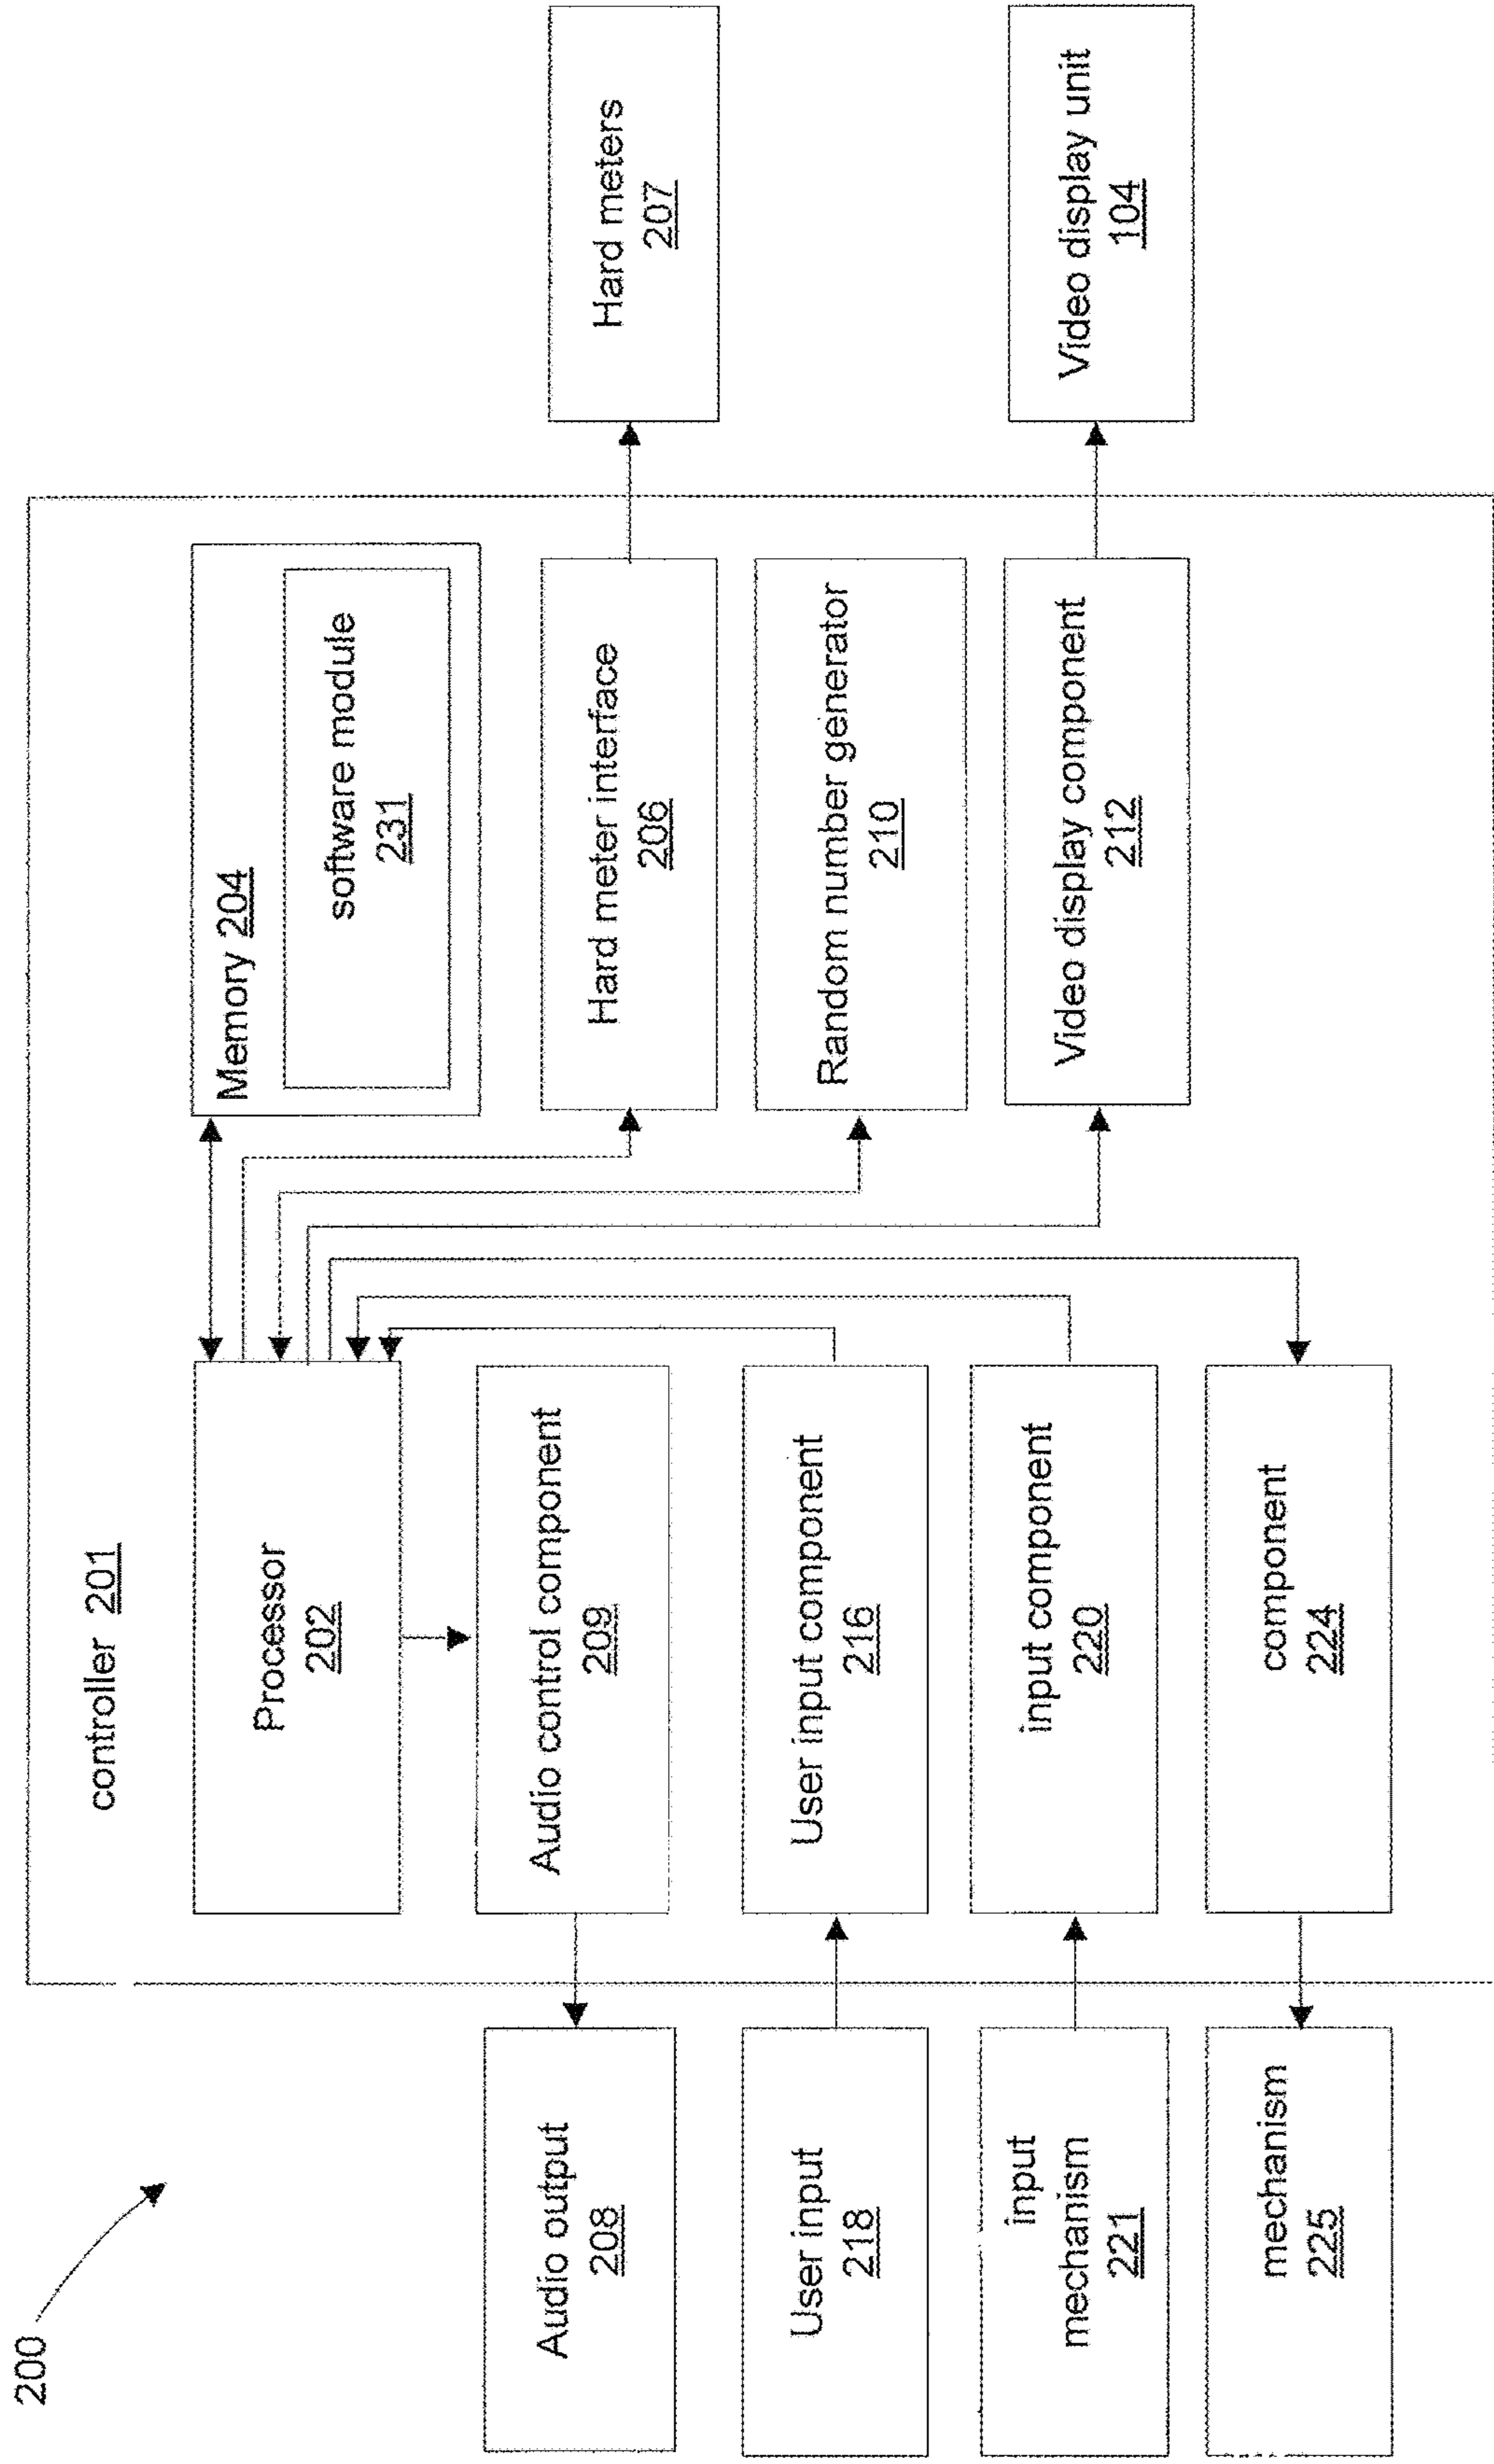 200
controller 201
Processor
202
Memory 204
software module
231
Audio output
208
Audio control component
209
Hard meter interface
206
Hard meters
207
User input
218
User input component
216
Random number generator
210
input
mechanism
221
input component
220
Video display component
212
Video display unit
104
mechanism
225
component
224